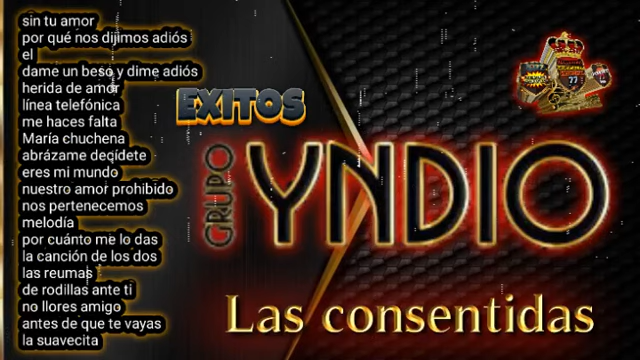 sin tu amor
por qué nos dijimos adiós
el
dame un beso y dime adiós
herida de amor
línea telefónica
me haces falta
María chuchena
abrázame deqídete
eres mi mundo
nuestro amor prohibido
nos pertenecemos
melodía
por cuánto me lo das
la canción de los dos
las reumas
de rodillas ante ti
no llores amigo
antes de que te vayas
la suavecita
EXITOS
GRUPO
YNDIO
Las consentidas
77